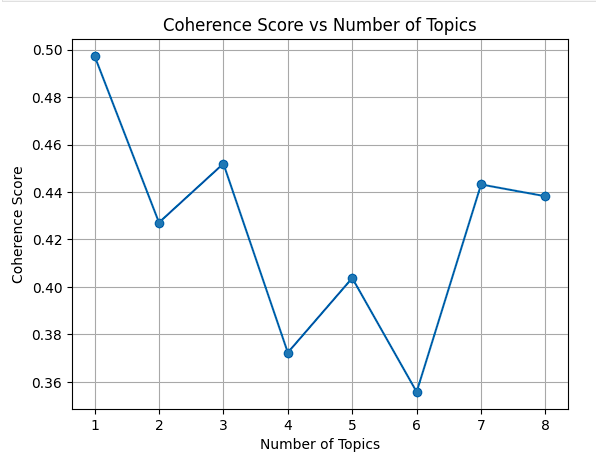 Coherence Score vs Number of Topics
0.50
0.48
0.46
0.44
0.42
0.40
0.38
0.36
Coherence Score
1 2 3 4 5 6 7 8
Number of Topics